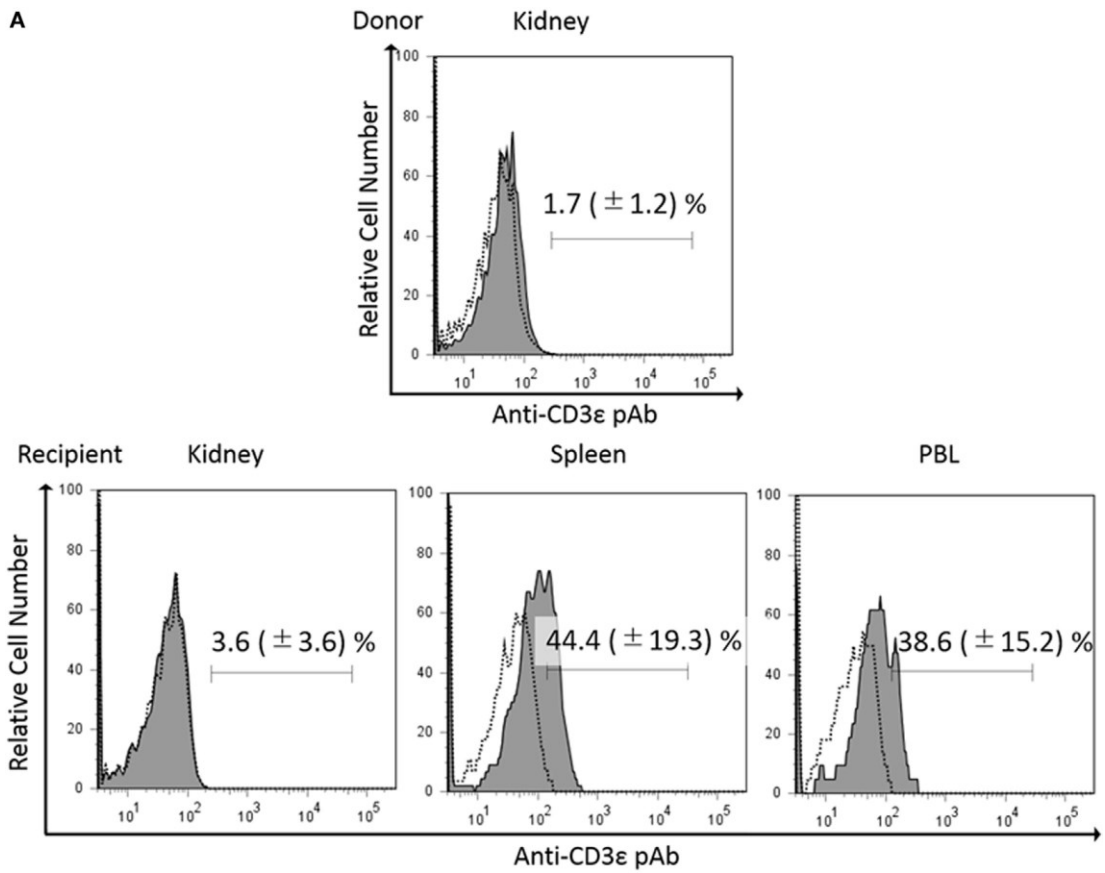 A
Donor Kidney
Relative Cell Number
100
80
60
40
20
0
1.7 ( ± 1.2) %
10¹ 10² 10³ 10⁴ 10⁵
Anti-CD3ε pAb
Recipient Kidney Spleen PBL
Relative Cell Number
100
80
60
40
20
0
3.6 ( ± 3.6) %
10¹ 10² 10³ 10⁴ 10⁵
100
80
60
40
20
0
44.4 ( ± 19.3) %
10¹ 10² 10³ 10⁴ 10⁵
100
80
60
40
20
0
38.6 ( ± 15.2) %
10¹ 10² 10³ 10⁴ 10⁵
Anti-CD3ε pAb